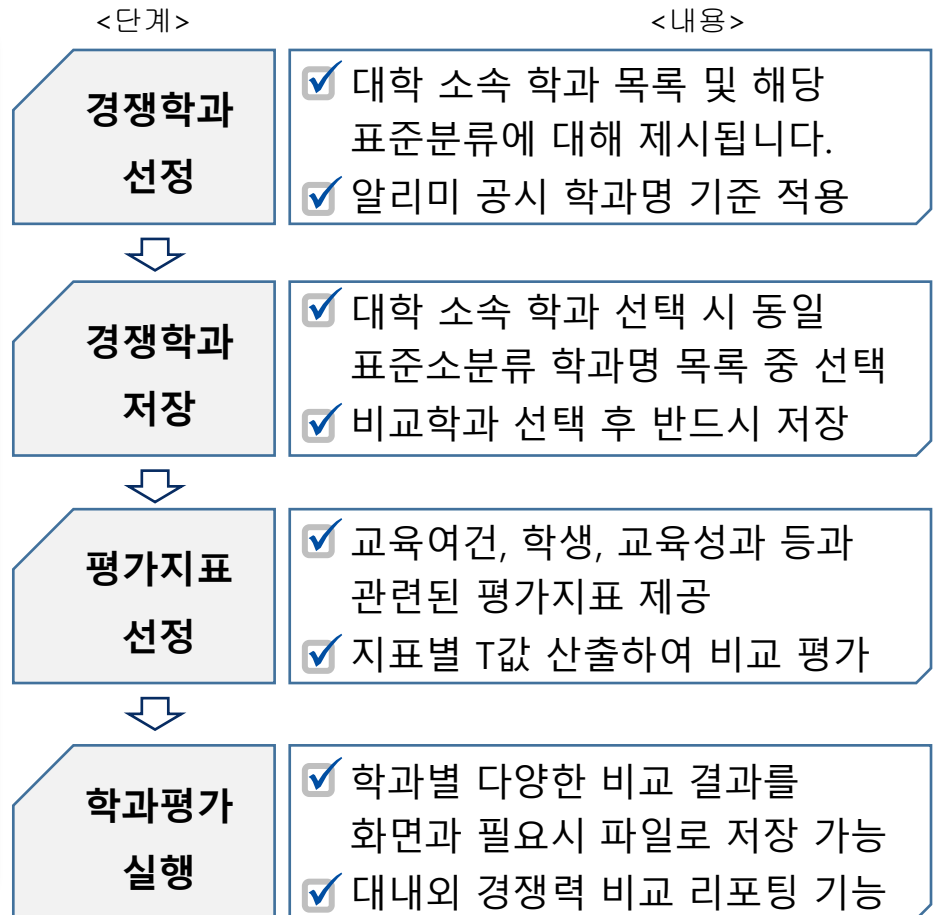 <단계>
<내용>
경쟁학과
선정
대학 소속 학과 목록 및 해당
표준분류에 대해 제시됩니다.
알리미 공시 학과명 기준 적용
경쟁학과
저장
대학 소속 학과 선택 시 동일
표준소분류 학과명 목록 중 선택
비교학과 선택 후 반드시 저장
평가지표
선정
교육여건, 학생, 교육성과 등과
관련된 평가지표 제공
지표별 T값 산출하여 비교 평가
학과평가
실행
학과별 다양한 비교 결과를
화면과 필요시 파일로 저장 가능
대내외 경쟁력 비교 리포팅 기능